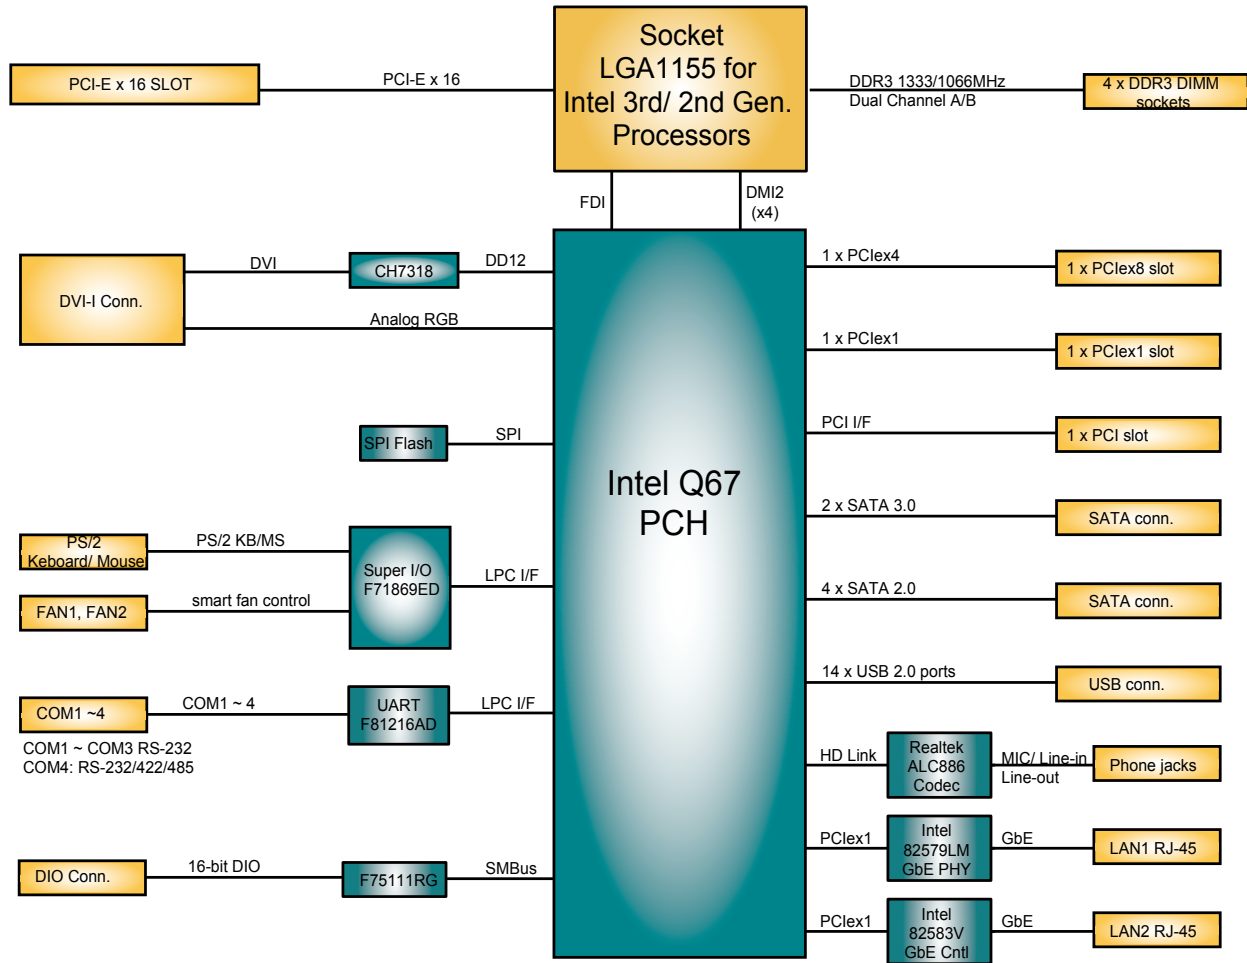 Socket
LGA1155 for
Intel 3rd/ 2nd Gen.
Processors
PCI-E x 16 SLOT
PCI-E x 16
DDR3 1333/1066MHz
Dual Channel A/B
4 x DDR3 DIMM
sockets
FDI
DMI2
(x4)
DVI-I Conn.
DVI
CH7318
DD12
Analog RGB
1 x PCIex4
1 x PCIex8 slot
1 x PCIex1
1 x PCIex1 slot
SPI Flash
SPI
PCI I/F
1 x PCI slot
Intel Q67
PCH
2 x SATA 3.0
SATA conn.
PS/2
Keboard/ Mouse
PS/2 KB/MS
Super I/O
F71869ED
LPC I/F
FAN1, FAN2
smart fan control
4 x SATA 2.0
SATA conn.
14 x USB 2.0 ports
USB conn.
COM1 ~4
COM1 ~ 4
UART
F81216AD
LPC I/F
COM1 ~ COM3 RS-232
COM4: RS-232/422/485
HD Link
Realtek
ALC886
Codec
MIC/ Line-in
Line-out
Phone jacks
PCIex1
Intel
82579LM
GbE PHY
GbE
LAN1 RJ-45
DIO Conn.
16-bit DIO
F75111RG
SMBus
PCIex1
Intel
82583V
GbE Cntl
GbE
LAN2 RJ-45